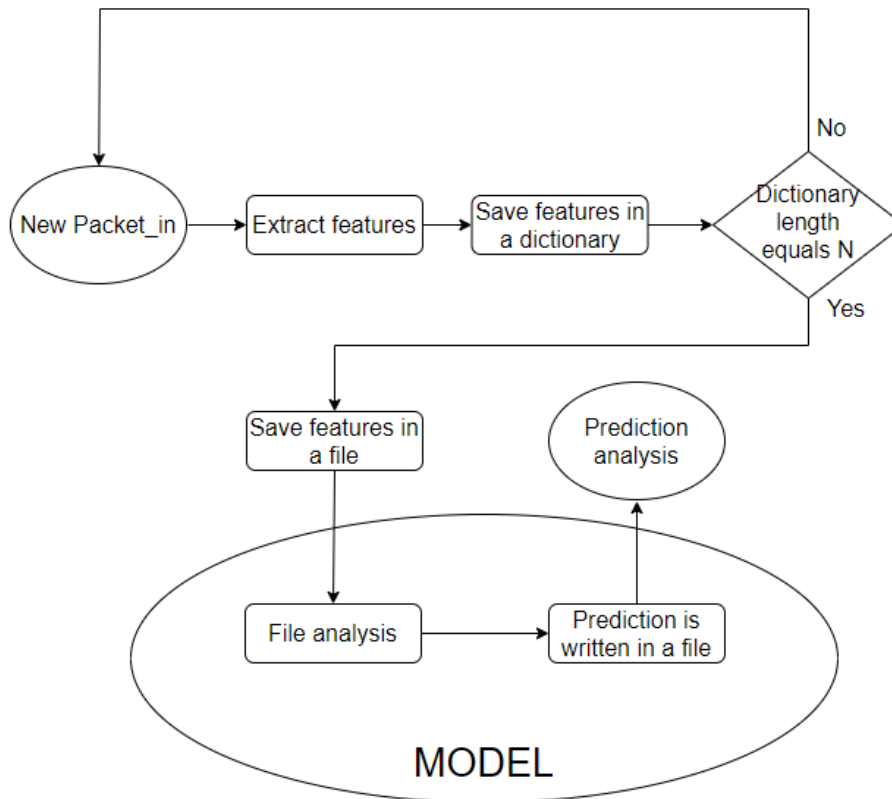 No
New Packet_in
Extract features
Save features in
a dictionary
Dictionary
length
equals N
Yes
Save features in
a file
Prediction
analysis
File analysis
Prediction is
written in a file
MODEL